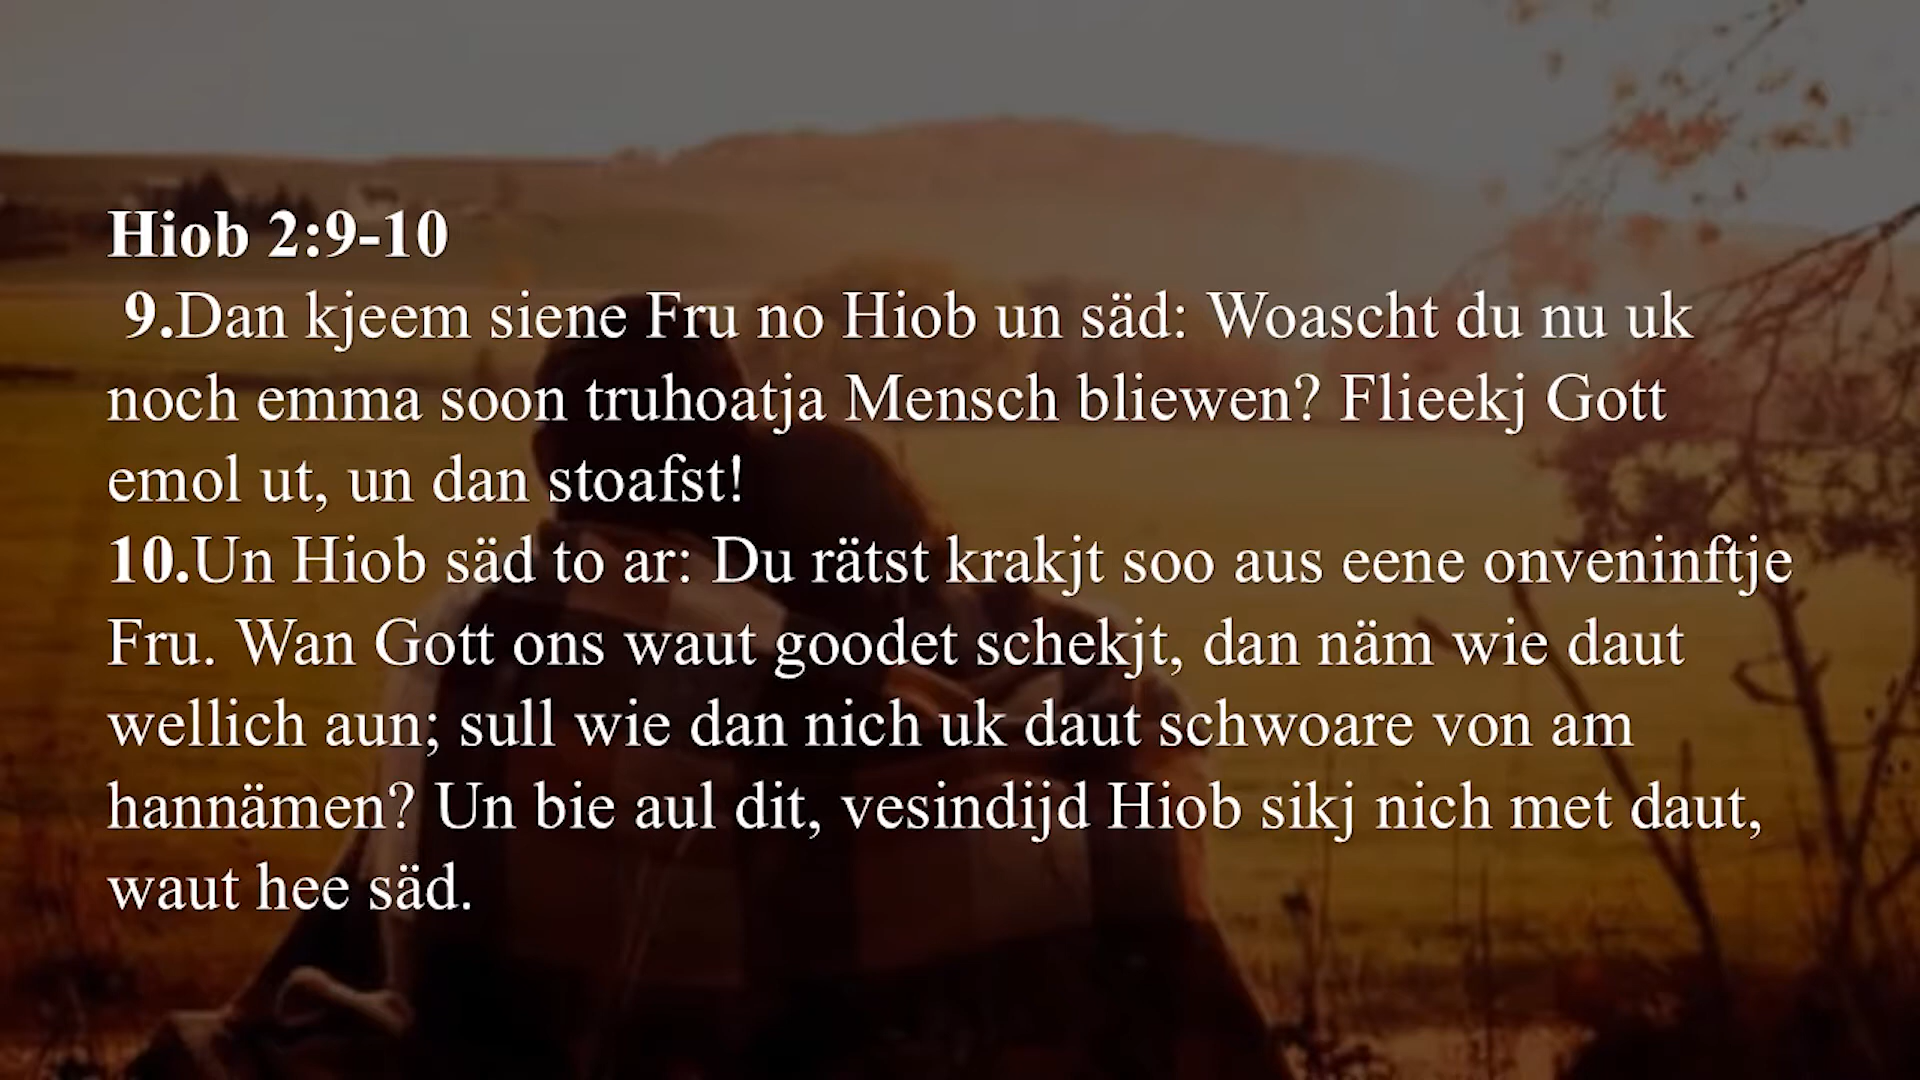 Hiob 2:9-10
9.Dan kjeem siene Fru no Hiob un säd: Woascht du nu uk
noch emma soon truhoatja Mensch bliewen? Flieekj Gott
emol ut, un dan stoafst!
10.Un Hiob säd to ar: Du rätst krakjt soo aus eene onveninftje
Fru. Wan Gott ons waut goodet schekjt, dan näm wie daut
wellich aun; sull wie dan nich uk daut schwoare von am
hannämen? Un bie aul dit, vesindijd Hiob sikj nich met daut,
waut hee säd.